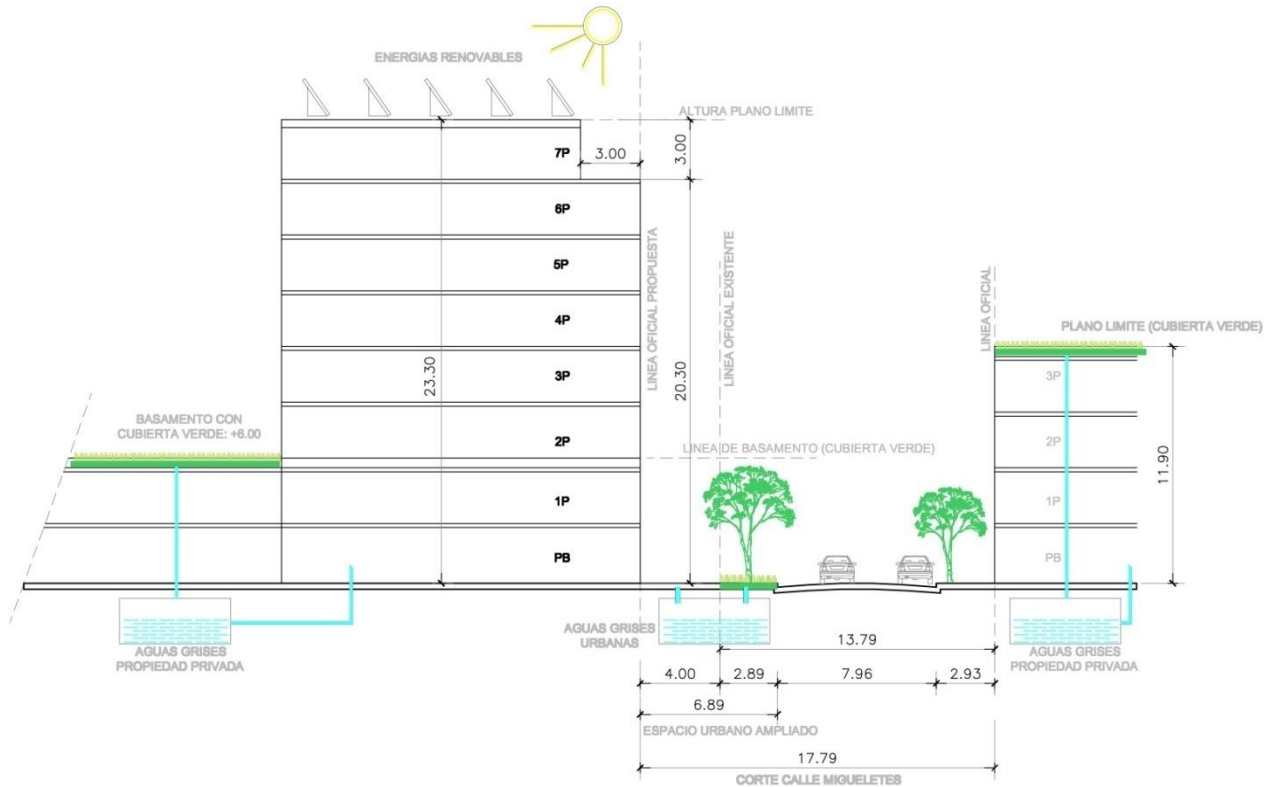 ENERGIAS RENOVABLES
ALTURA PLANO LIMITE
7P
3.00
3.00
6P
5P
4P
3P
2P
1P
PB
23.30
20.30
LINEA OFICIAL PROPUESTA
LINEA OFICIAL EXISTENTE
LINEA OFICIAL
PLANO LIMITE (CUBIERTA VERDE)
3P
2P
1P
PB
11.90
BASAMENTO CON
CUBIERTA VERDE: +6.00
LINEA DE BASAMENTO (CUBIERTA VERDE)
AGUAS GRISES
PROPIEDAD PRIVADA
AGUAS GRISES
URBANAS
AGUAS GRISES
PROPIEDAD PRIVADA
13.79
4.00
2.89
7.96
2.93
6.89
ESPACIO URBANO AMPLIADO
17.79
CORTE CALLE MIGUELETES